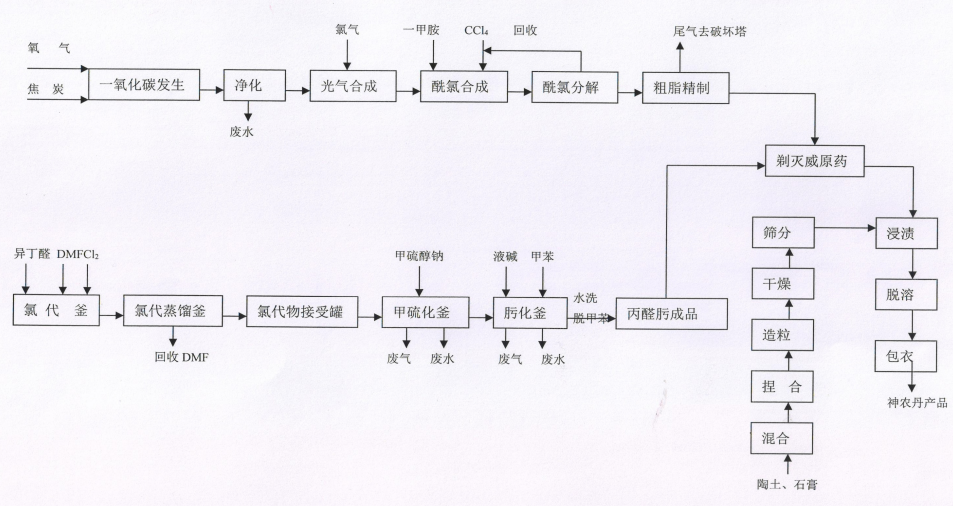 氯气 一甲胺 CCl₄ 回收 尾气去破坏塔
氧 气
焦 炭 一氧化碳发生 净化 光气合成 酰氯合成 酰氯分解 粗脂精制
废水
剃灭威原药
筛分 浸渍
异丁醛 DMFCl₂ 甲硫醇钠 液碱 甲苯
干燥 脱溶
水洗
氯 代 釜 氯代蒸馏釜 氯代物接受罐 甲硫化釜 肟化釜 脱甲苯 丙醛肟成品
造粒
回收 DMF 废气 废水 废气 废水 包衣
捏 合
神农丹产品
混合
陶土、石膏